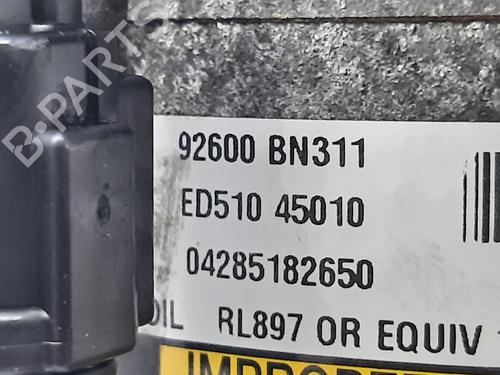 B-PARTS
92600 BN311
ED510 45010
04285182650
OIL RL897 OR EQUIV